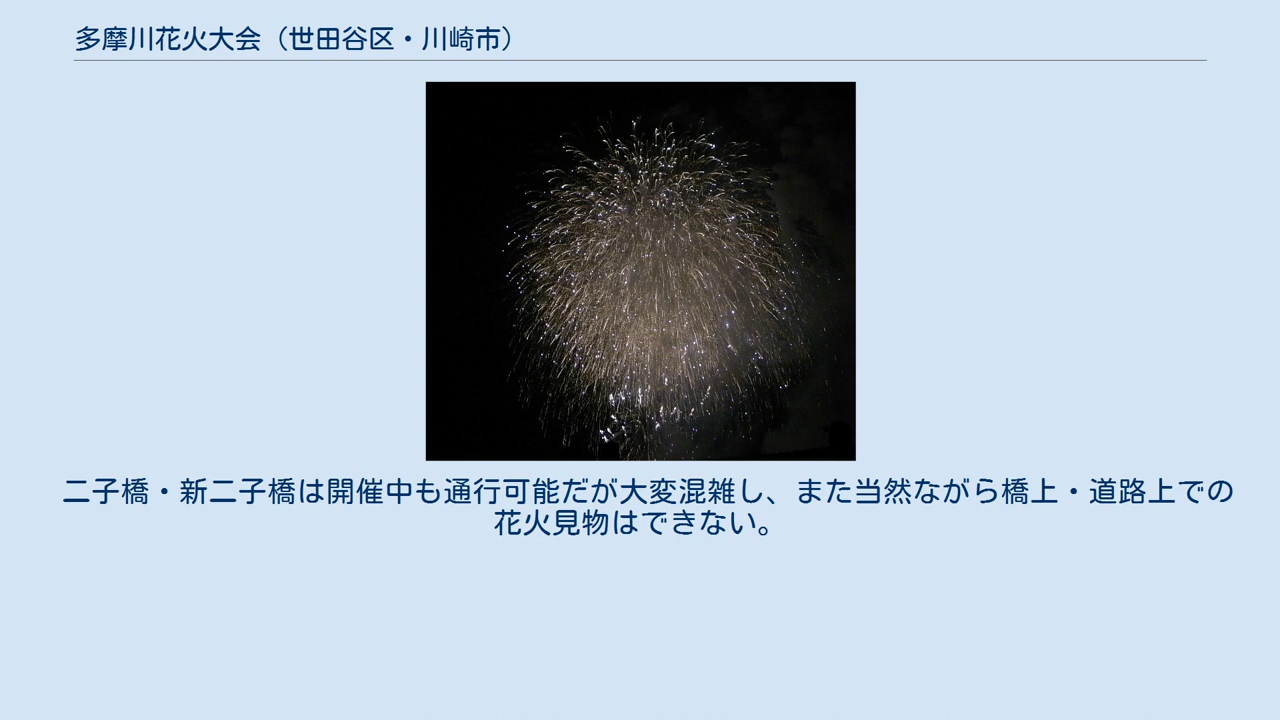 多摩川花火大会（世田谷区・川崎市）
二子橋・新二子橋は開催中も通行可能だが大変混雑し、また当然ながら橋上・道路上での
花火見物はできない。